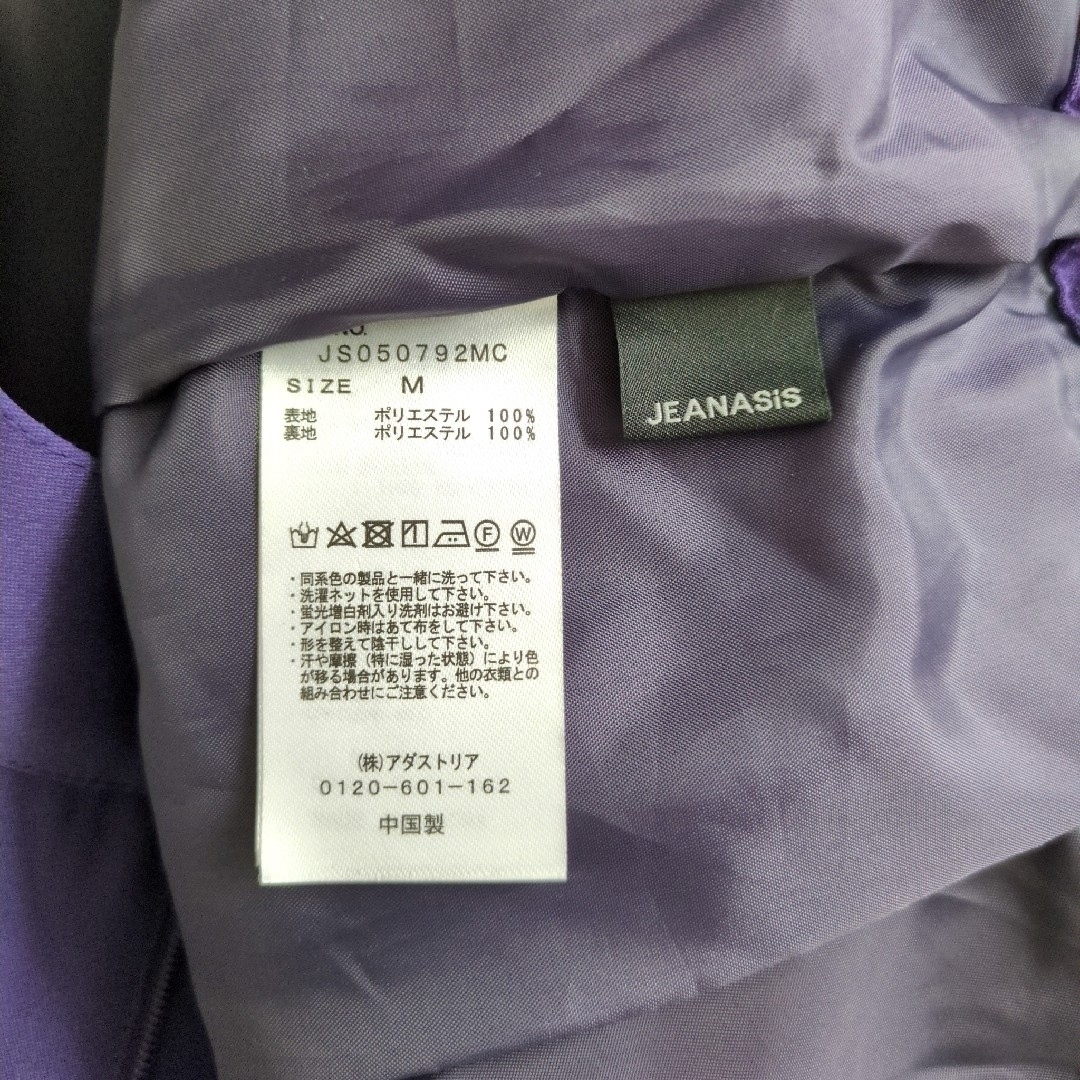 JS050792MC
SIZE M
表地 ポリエステル 100%
裏地 ポリエステル 100%
F W
・同系色の製品と一緒に洗って下さい。
・洗濯ネットを使用して下さい。
・蛍光増白剤入り洗剤はお避け下さい。
・アイロン時はあて布をして下さい。
・形を整えて陰干しして下さい。
・汗や摩擦（特に湿った状態）により色
が移る場合があります。他の衣類との
組み合わせにご注意ください。
(株)アダストリア
0120-601-162
中国製
JEANASiS